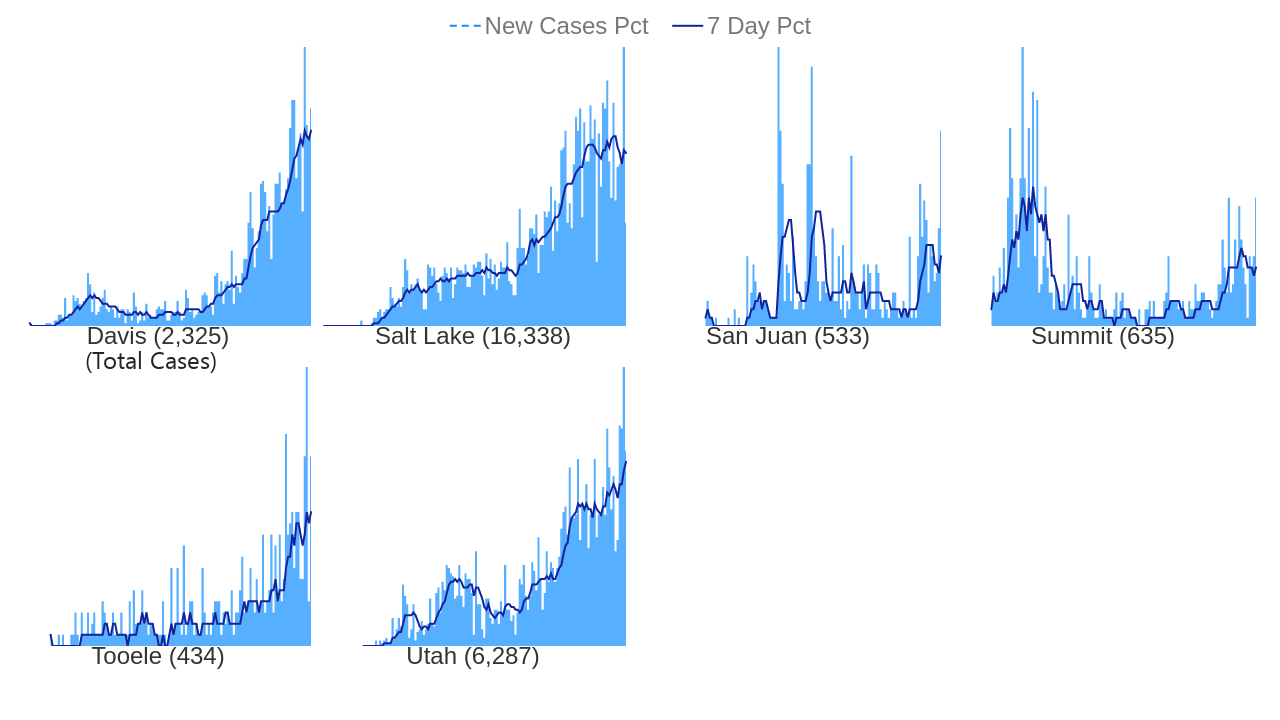 New Cases Pct 7 Day Pct
Davis (2,325)
(Total Cases)
Salt Lake (16,338)
San Juan (533)
Summit (635)
Tooele (434)
Utah (6,287)